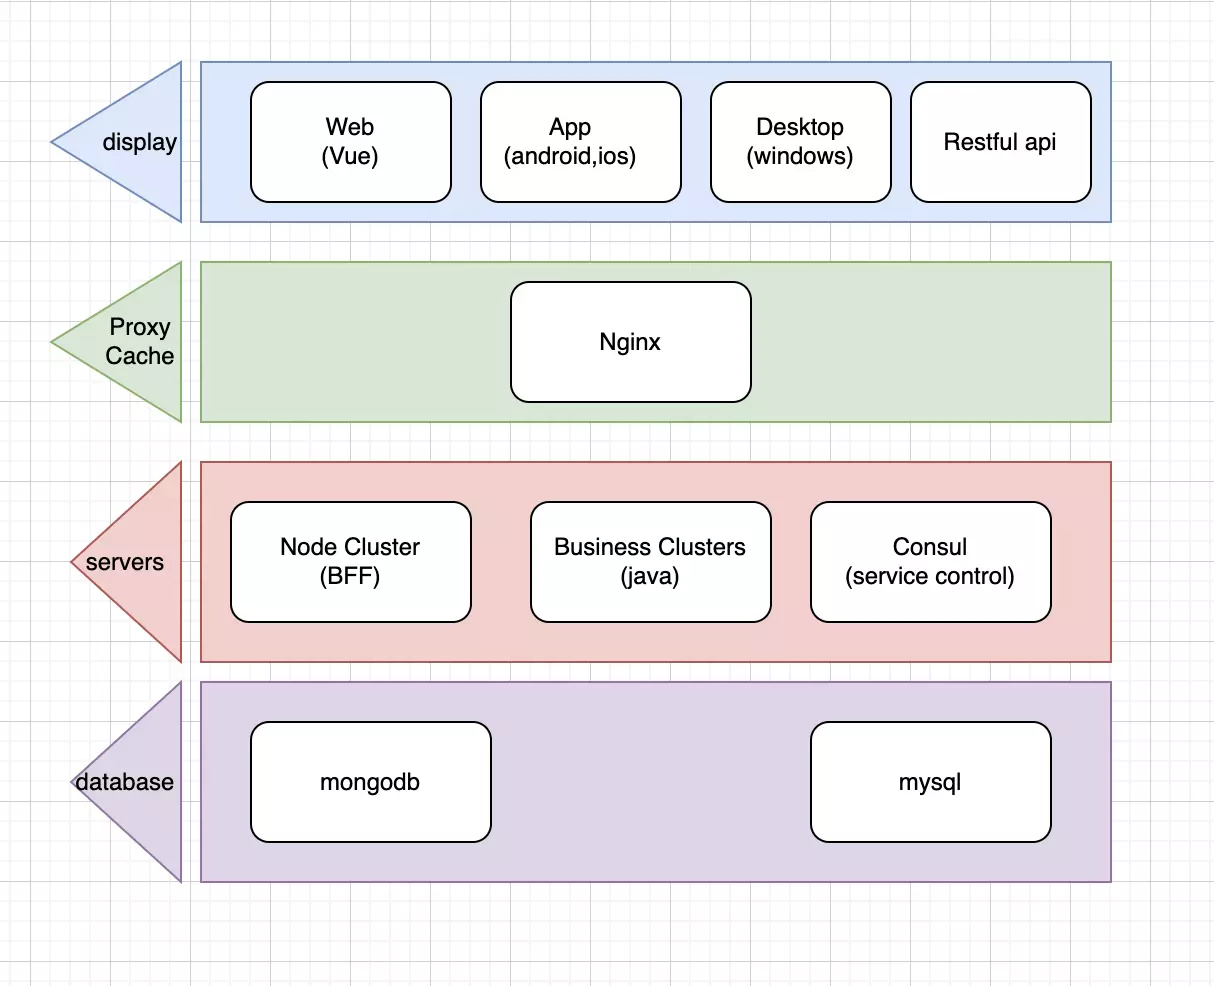 display
Web
(Vue)
App
(android,ios)
Desktop
(windows)
Restful api
Proxy
Cache
Nginx
servers
Node Cluster
(BFF)
Business Clusters
(java)
Consul
(service control)
database
mongodb
mysql